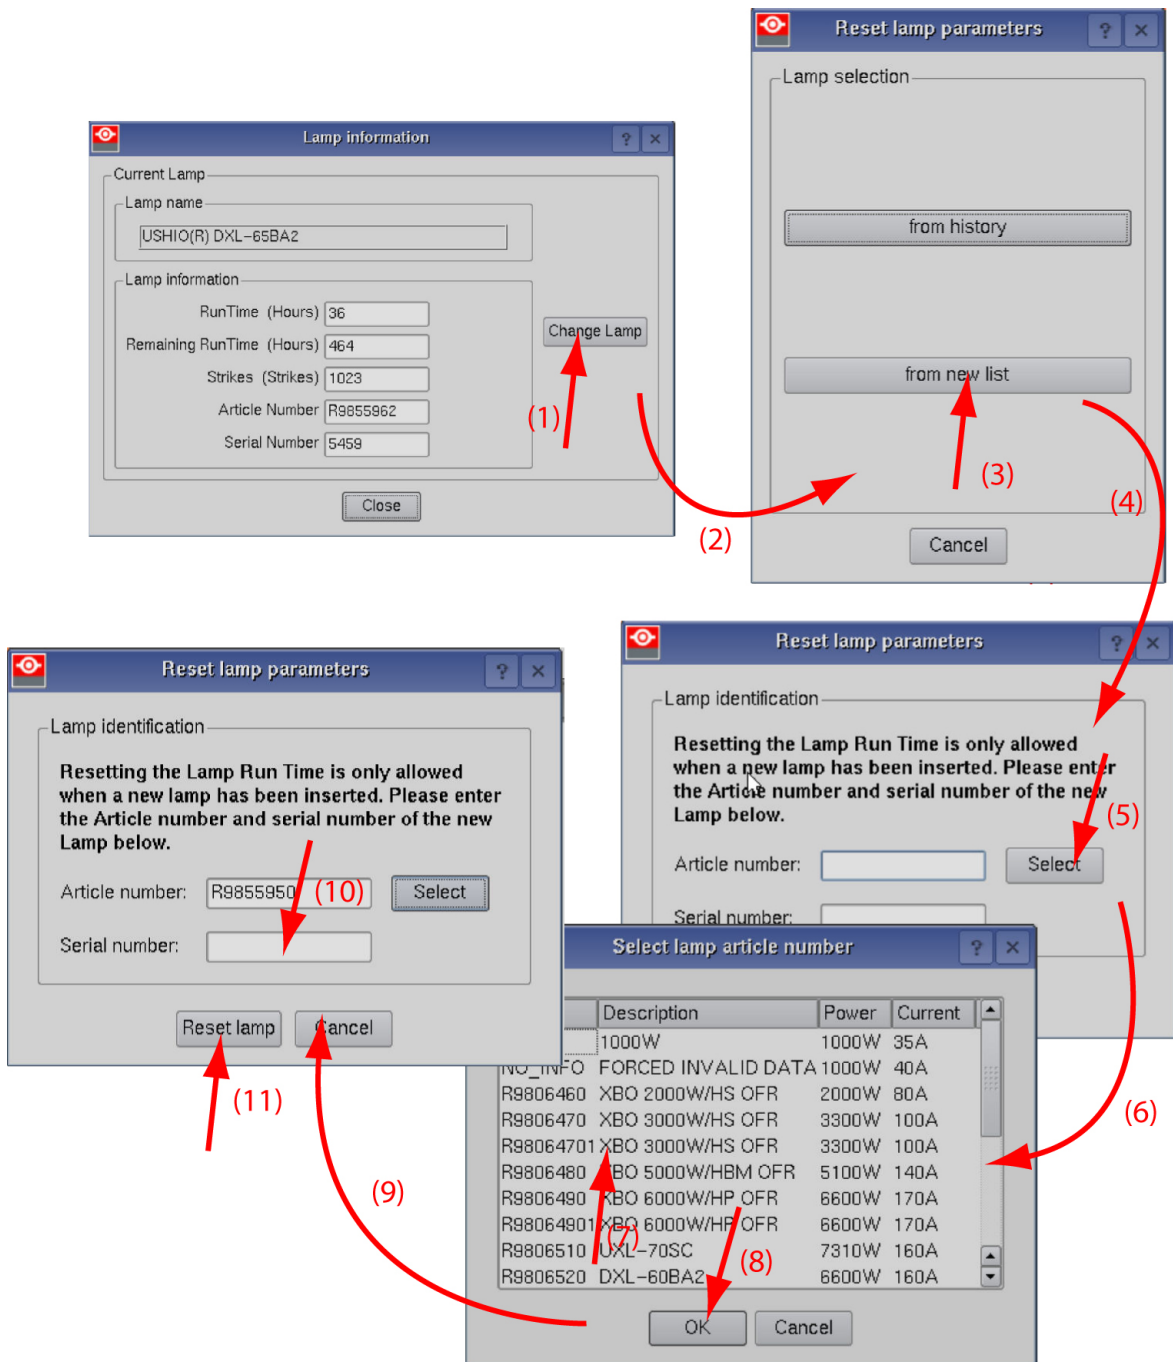 Lamp information
Current Lamp
Lamp name
USHIO(R) DXL-65BA2
Lamp information
RunTime (Hours) 36
Remaining RunTime (Hours) 464
Strikes (Strikes) 1023
Article Number R9855962
Serial Number 5459
Change Lamp
(1)
Close
(2)
Reset lamp parameters
Lamp selection
from history
from new list
(3)
(4)
Cancel
Reset lamp parameters
Lamp identification
Resetting the Lamp Run Time is only allowed
when a new lamp has been inserted. Please enter
the Article number and serial number of the new
Lamp below.
(5)
Article number: Select
Serial number:
(6)
Select lamp article number
Description Power Current
1000W 1000W 35A
NO_INFO FORCED INVALID DATA 1000W 40A
R9806460 XBO 2000W/HS OFR 2000W 80A
R9806470 XBO 3000W/HS OFR 3300W 100A
R98064701 XBO 3000W/HS OFR 3300W 100A
R9806480 XBO 5000W/HBM OFR 5100W 140A
R9806490 XBO 6000W/HP OFR 6600W 170A
R98064901 XBO 6000W/HP OFR 6600W 170A
R9806510 UXL-70SC 7310W 160A
R9806520 DXL-60BA2 6600W 160A
(7)
(8)
OK Cancel
(9)
Reset lamp parameters
Lamp identification
Resetting the Lamp Run Time is only allowed
when a new lamp has been inserted. Please enter
the Article number and serial number of the new
Lamp below.
Article number: R9855950 Select
(10)
Serial number:
Reset lamp Cancel
(11)